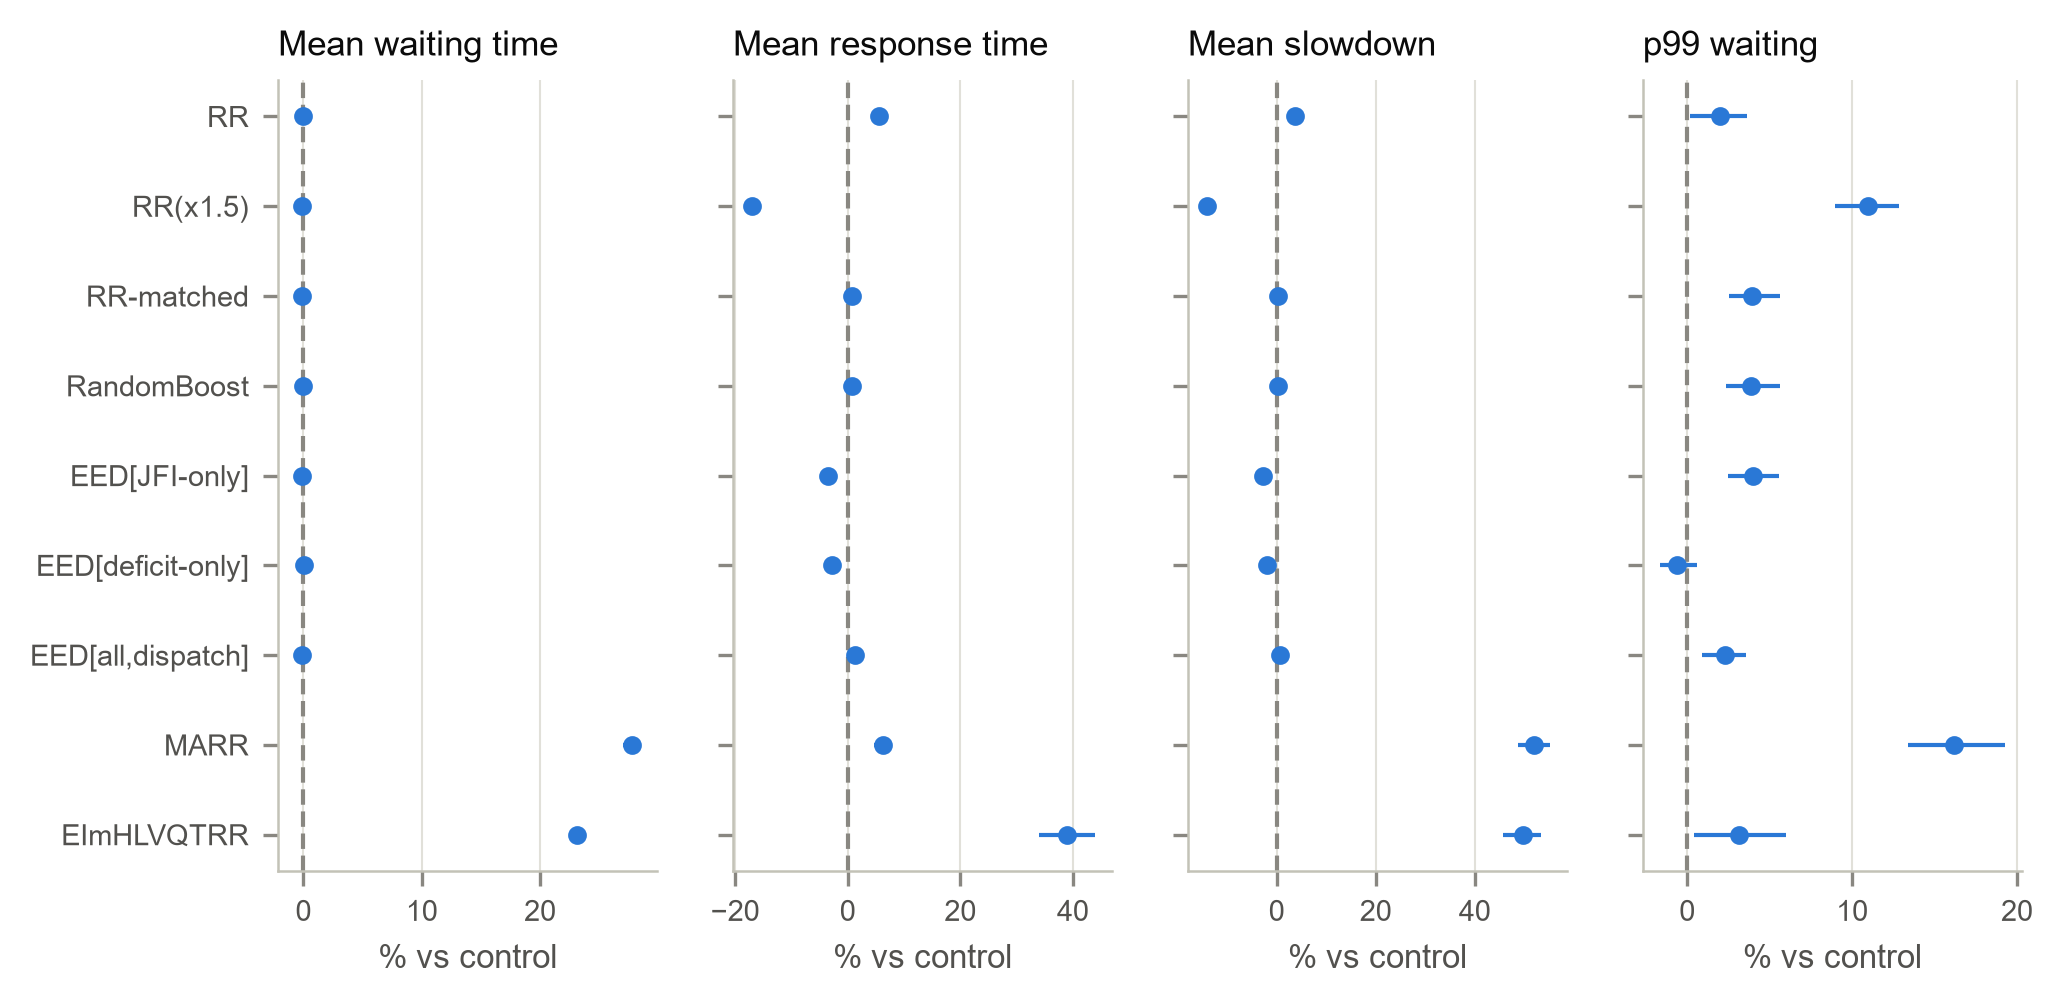 Mean waiting time
Mean response time
Mean slowdown
p99 waiting
RR
RR(x1.5)
RR-matched
RandomBoost
EED[JFI-only]
EED[deficit-only]
EED[all,dispatch]
MARR
EImHLVQTRR
0 10 20
−20 0 20 40
0 20 40
0 10 20
% vs control
% vs control
% vs control
% vs control